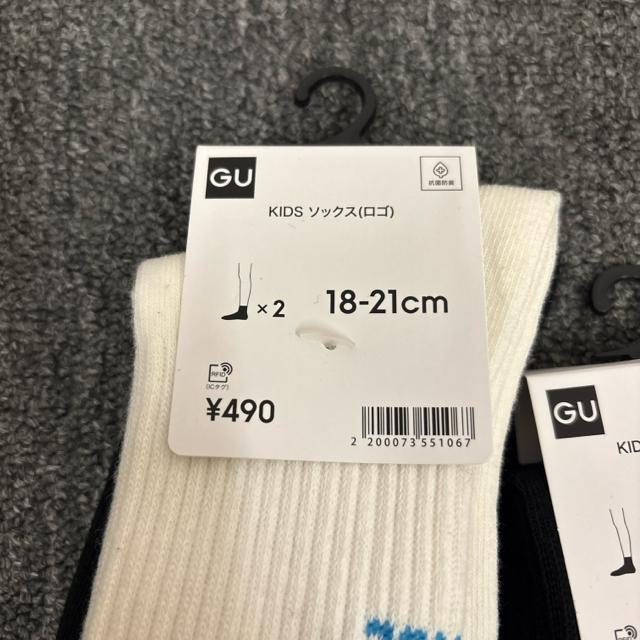 GU
抗菌防臭
KIDS ソックス(ロゴ)
×2
18-21cm
RFID
(ICタグ)
¥490
2 200073 551067
GU
KID